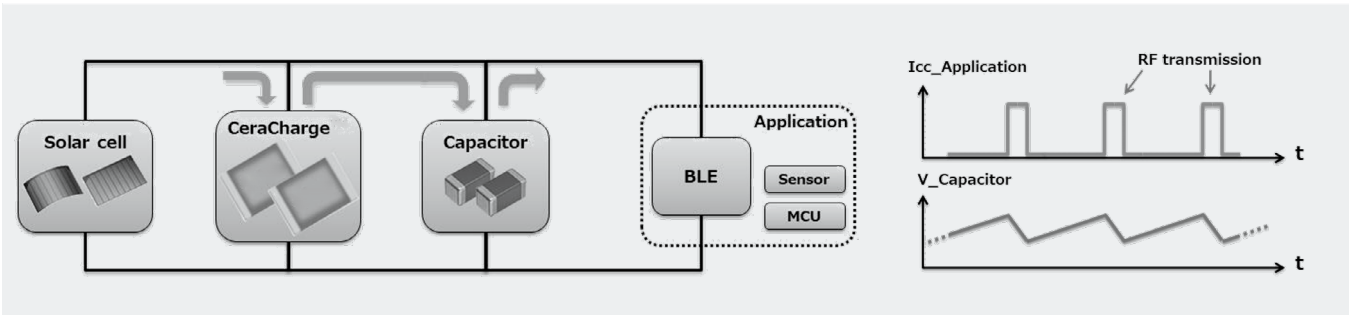 Solar cell
CeraCharge
Capacitor
Application
BLE
Sensor
MCU
Icc_Application
RF transmission
t
V_Capacitor
t